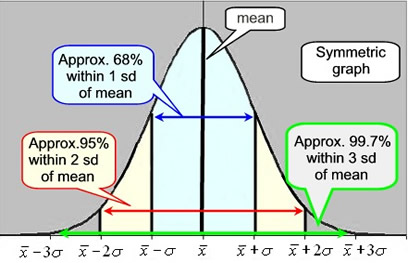 mean
Symmetric
graph
Approx. 68%
within 1 sd
of mean
Approx.95%
within 2 sd
of mean
Approx. 99.7%
within 3 sd
of mean
x̅−3σ x̅−2σ x̅−σ x̅ x̅+σ x̅+2σ x̅+3σ